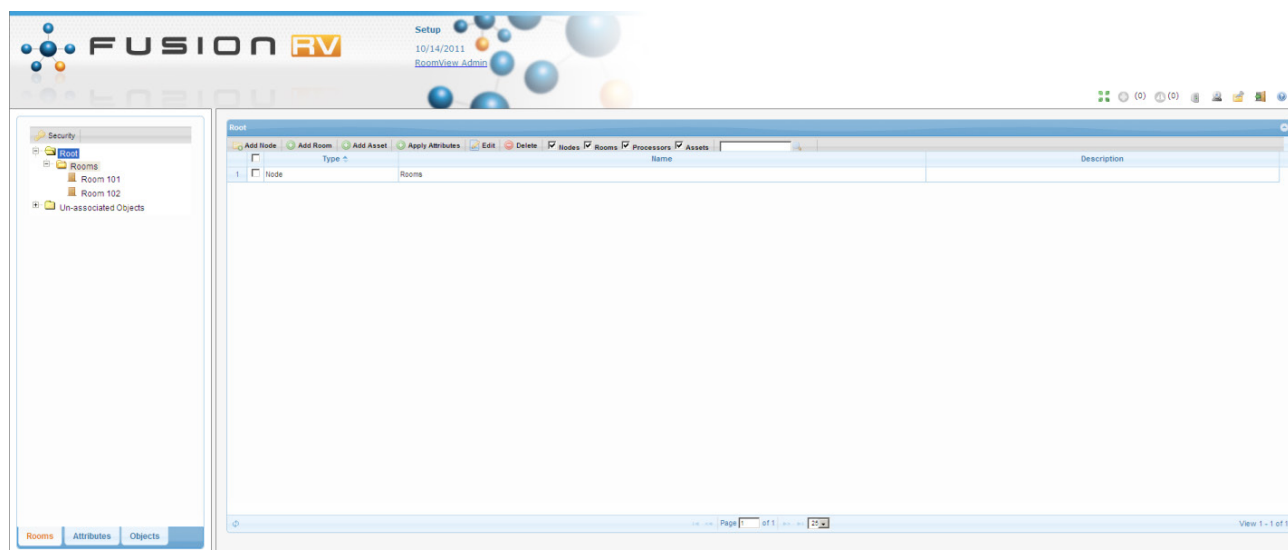 FUSION RV
Setup
10/14/2011
RoomView Admin
(0) (0)
Security
Root
Rooms
Room 101
Room 102
Un-associated Objects
Rooms Attributes Objects
Root
Add Node Add Room Add Asset Apply Attributes Edit Delete Nodes Rooms Processors Assets
Type Name Description
1 Node Rooms
Page 1 of 1 25 View 1 - 1 of 1